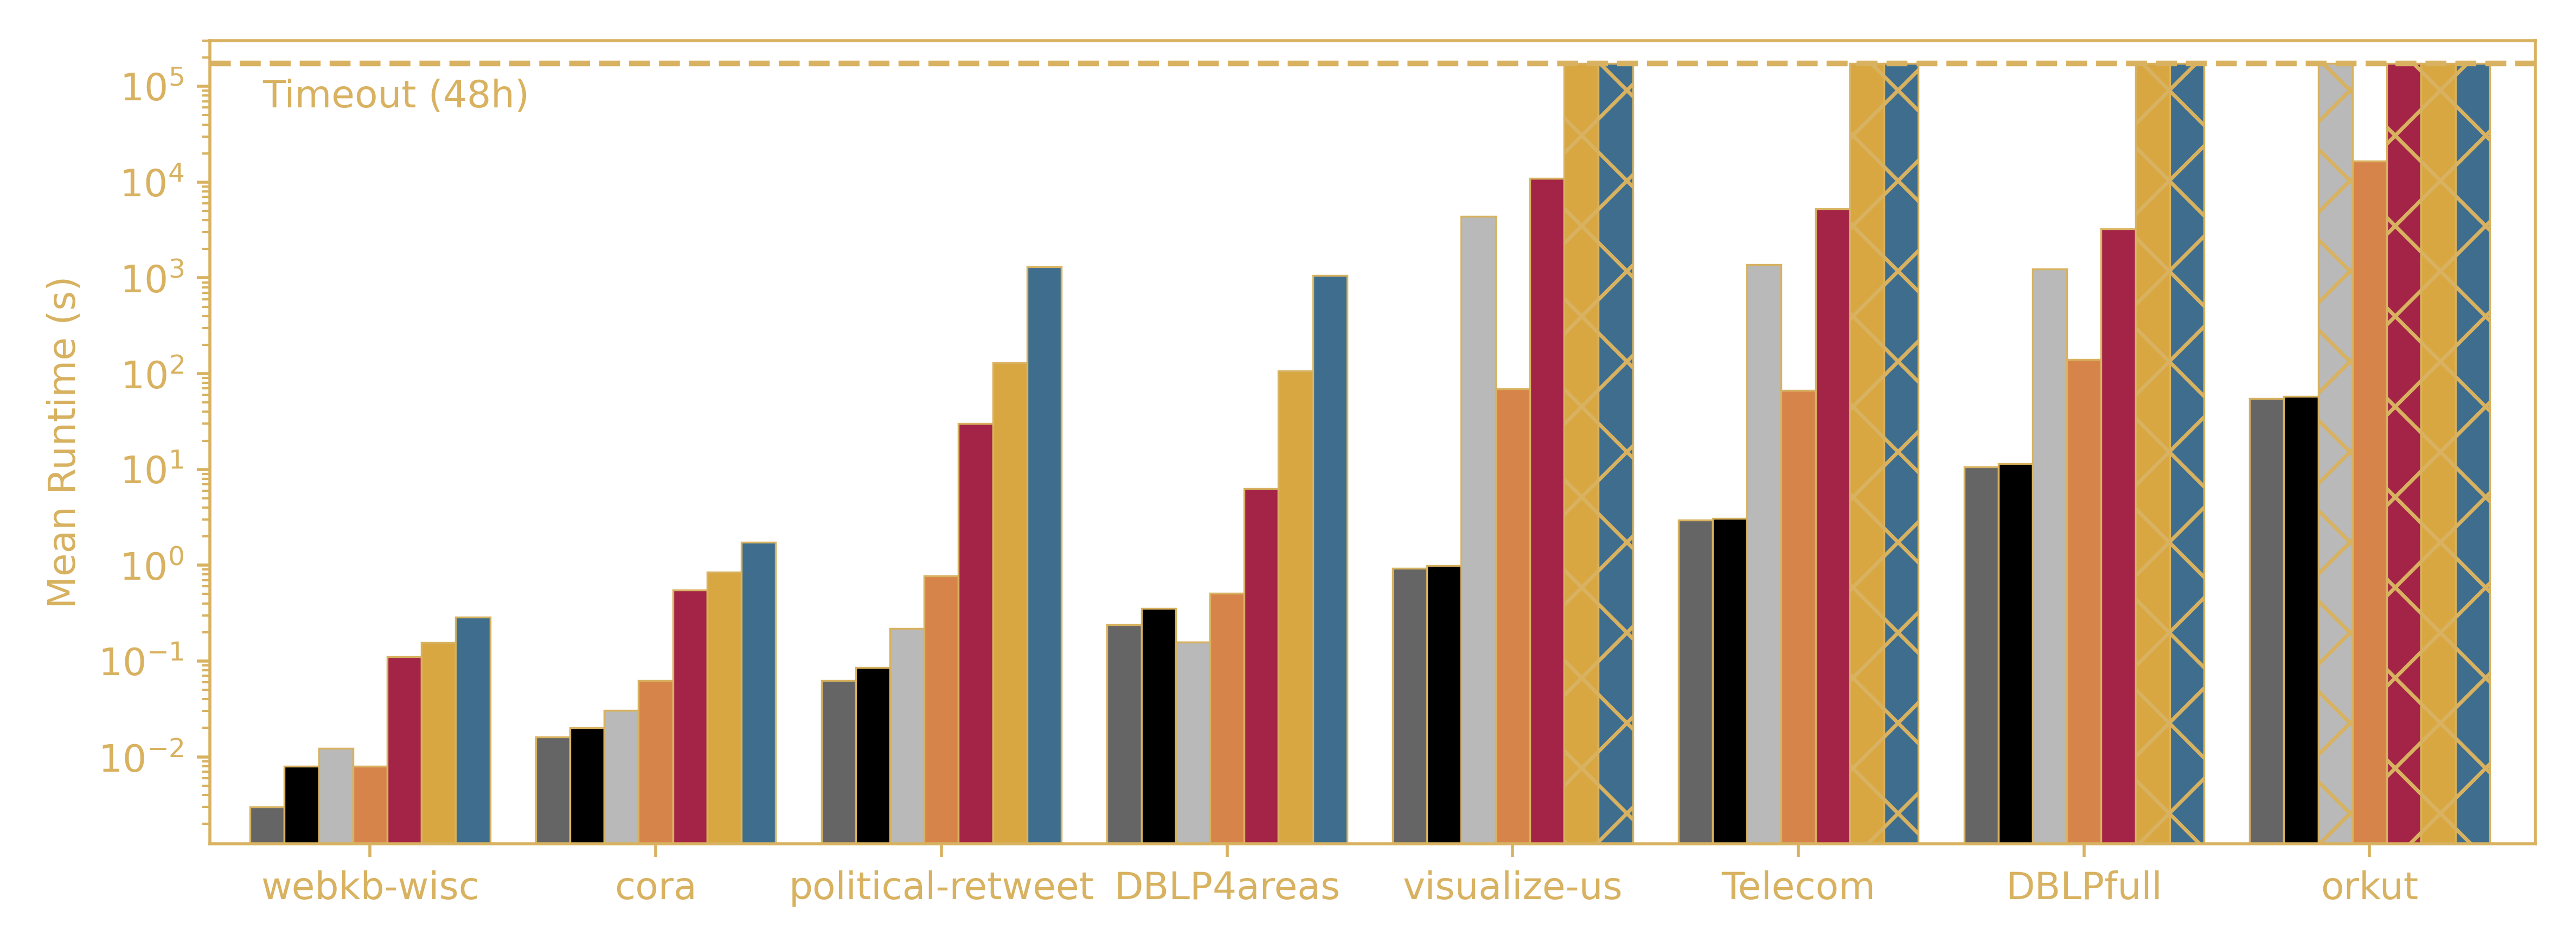 Timeout (48h)
Mean Runtime (s)
10^5
10^4
10^3
10^2
10^1
10^0
10^−1
10^−2
webkb-wisc cora political-retweet DBLP4areas visualize-us Telecom DBLPfull orkut